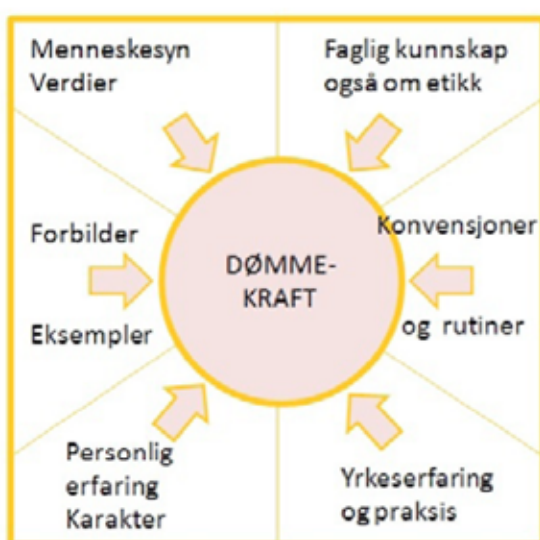 Menneskesyn
Verdier
Faglig kunnskap
også om etikk
Forbilder
Eksempler
DØMME-
KRAFT
Konvensjoner
og rutiner
Personlig
erfaring
Karakter
Yrkeserfaring
og praksis